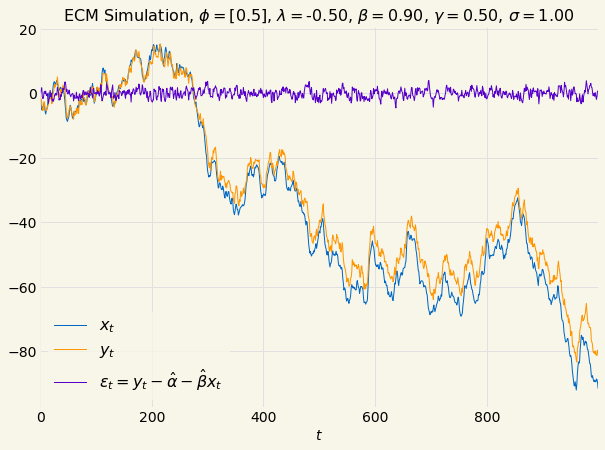 ECM Simulation, ϕ = [0.5], λ = -0.50, β = 0.90, γ = 0.50, σ = 1.00
20
0
−20
−40
−60
−80
0 200 400 600 800
t
xₜ
yₜ
εₜ = yₜ − α̂ − β̂xₜ